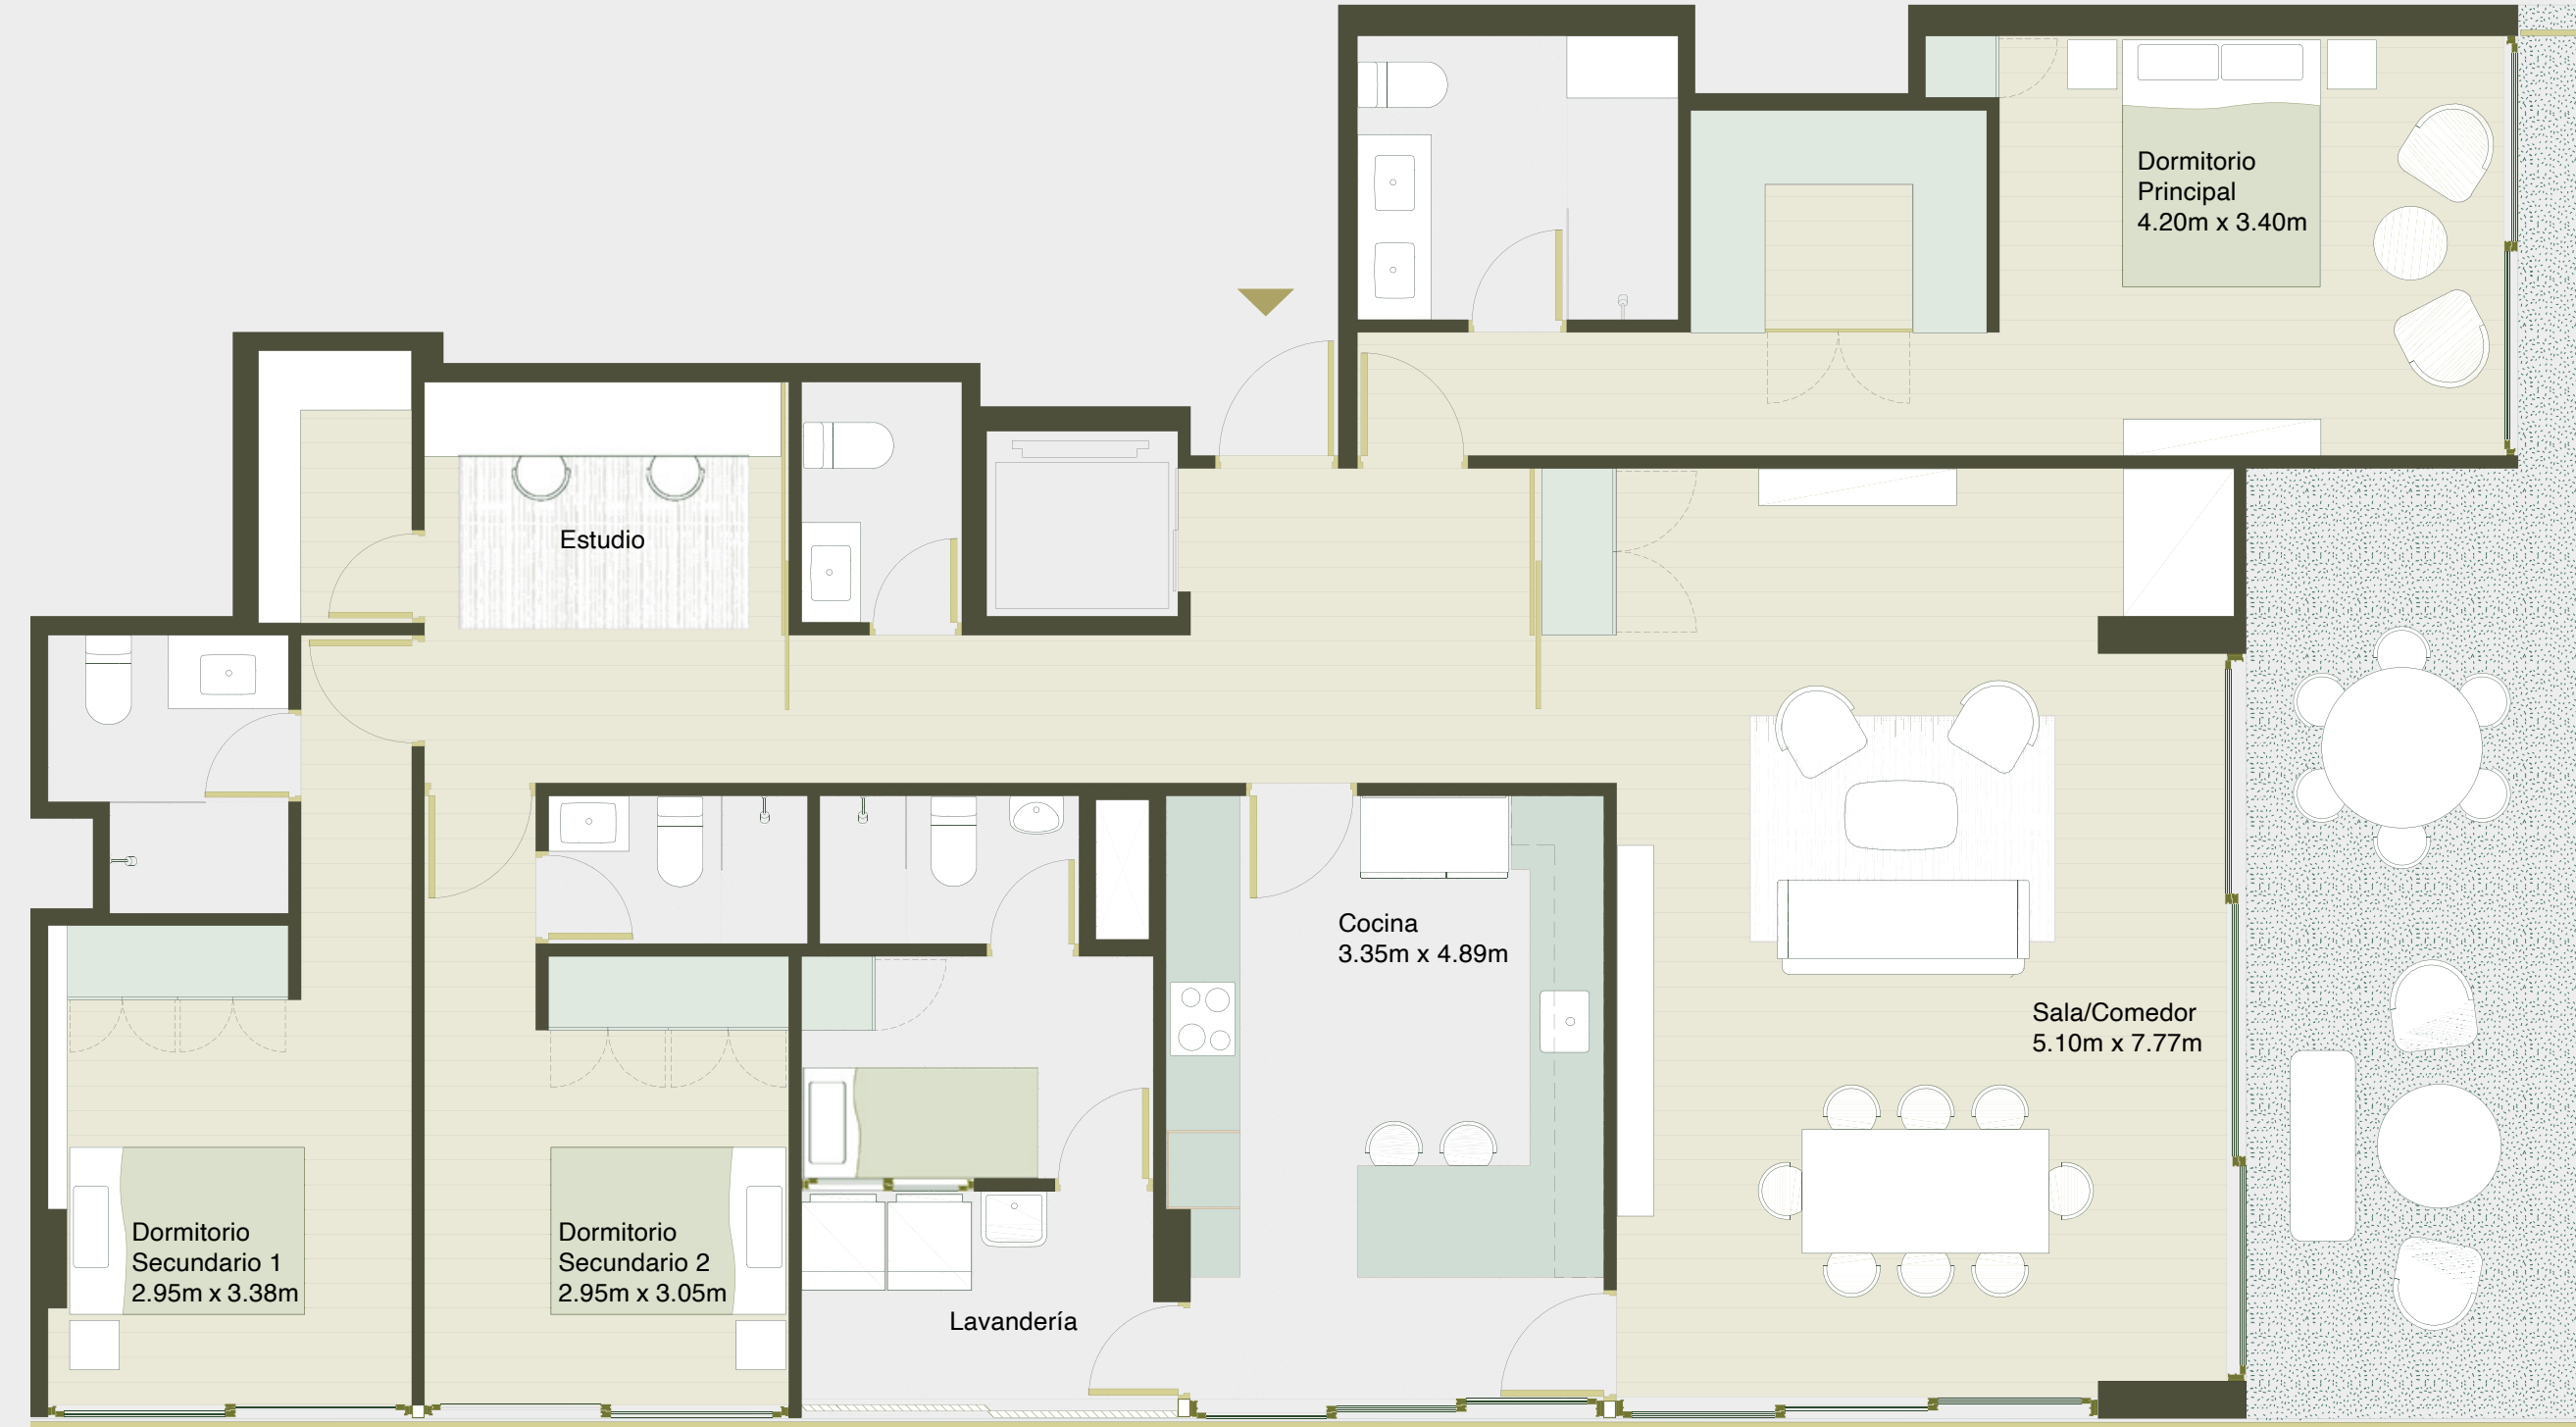 Dormitorio
Principal
4.20m x 3.40m
Estudio
Cocina
3.35m x 4.89m
Sala/Comedor
5.10m x 7.77m
Dormitorio
Secundario 1
2.95m x 3.38m
Dormitorio
Secundario 2
2.95m x 3.05m
Lavandería